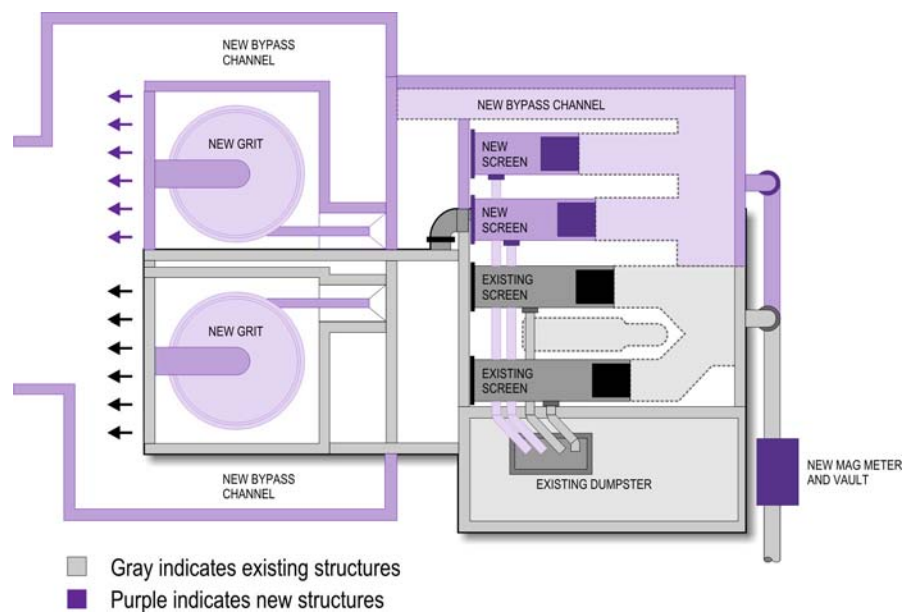 NEW BYPASS
CHANNEL
NEW BYPASS CHANNEL
NEW GRIT
NEW
SCREEN
NEW
SCREEN
EXISTING
SCREEN
NEW GRIT
EXISTING
SCREEN
NEW BYPASS
CHANNEL
EXISTING DUMPSTER
NEW MAG METER
AND VAULT
Gray indicates existing structures
Purple indicates new structures